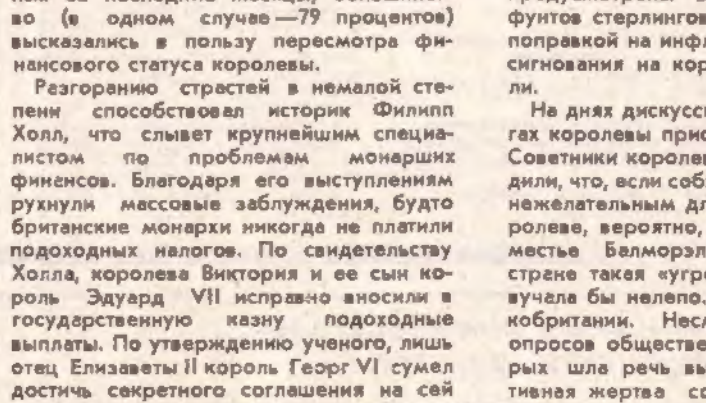 во (в одном случае—79 процентов)
высказались в пользу пересмотра фи-
нансового статуса королевы.
Разгоранию страстей в немалой сте-
пени способствовал историк Филипп
Холл, что слывет крупнейшим специа-
листом по проблемам монарших
финансов. Благодаря его выступлениям
рухнули массовые заблуждения, будто
британские монархи никогда не платили
подоходных налогов. По свидетельству
Холла, королева Виктория и ее сын ко-
роль Эдуард VII исправно вносили в
государственную казну подоходные
выплаты. По утверждению ученого, лишь
отец Елизаветы II король Георг VI сумел
достичь секретного соглашения на сей
фунтов стерлингов
поправкой на инфл
сигнования на кор
ли.
На днях дискусси
гах королевы прис
Советники королев
дили, что, если соб
нежелательным дл
ролеве, вероятно,
местье Балморэл
стране такая «угро
вучала бы нелепо.
кобритании. Несл
опросов обществе
рых шла речь вы
тивная жертва со